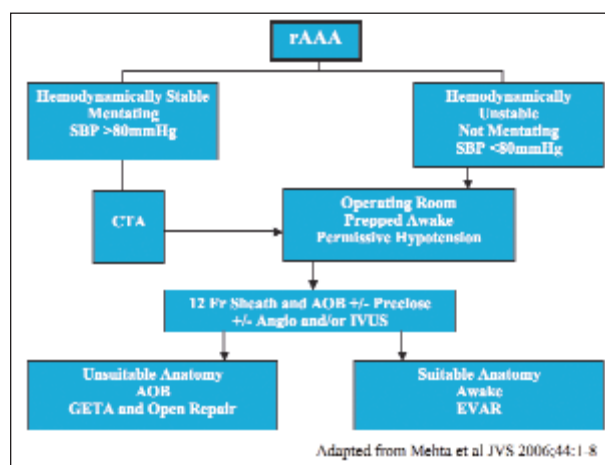 rAAA
Hemodynamically Stable
Mentating
SBP >80mmHg
Hemodynamically
Unstable
Not Mentating
SBP <80mmHg
CTA
Operating Room
Prepped Awake
Permissive Hypotension
12 Fr Sheath and AOB +/- Preclose
+/- Angio and/or IVUS
Unsuitable Anatomy
AOB
GETA and Open Repair
Suitable Anatomy
Awake
EVAR
Adapted from Mehta et al JVS 2006;44:1-8